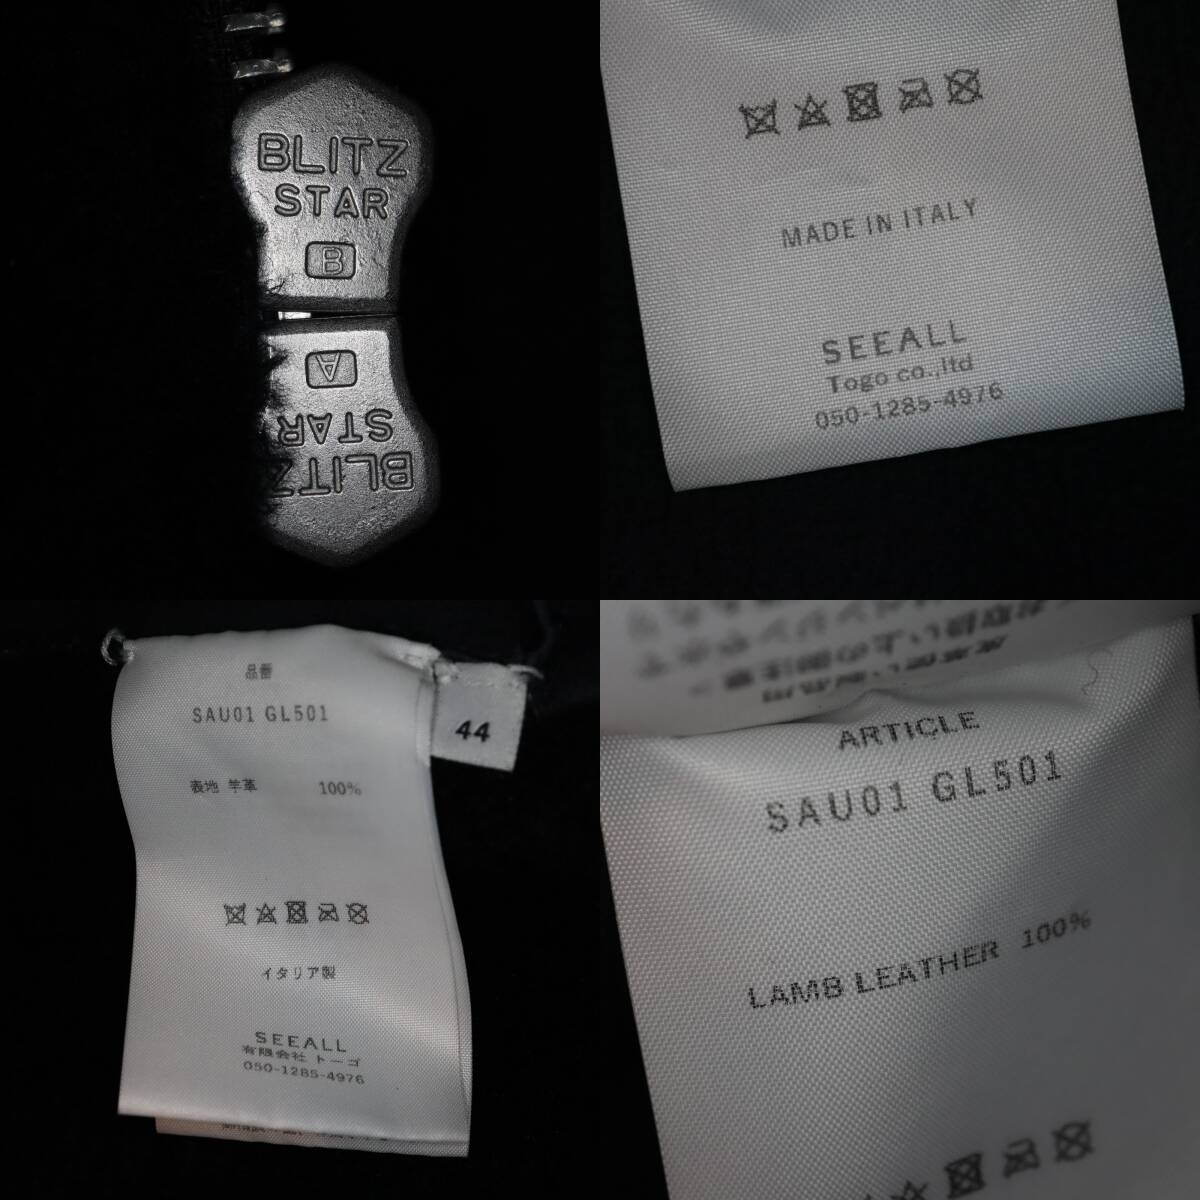 BLITZ
STAR
B
A
STAR
BLITZ
MADE IN ITALY
SEEALL
Togo co.,ltd
050-1285-4976
品番
SAU01 GL501
44
表地 竿革 100%
イタリア製
SEEALL
有限会社 トーゴ
050-1285-4976
ARTICLE
SAU01 GL501
LAMB LEATHER 100%